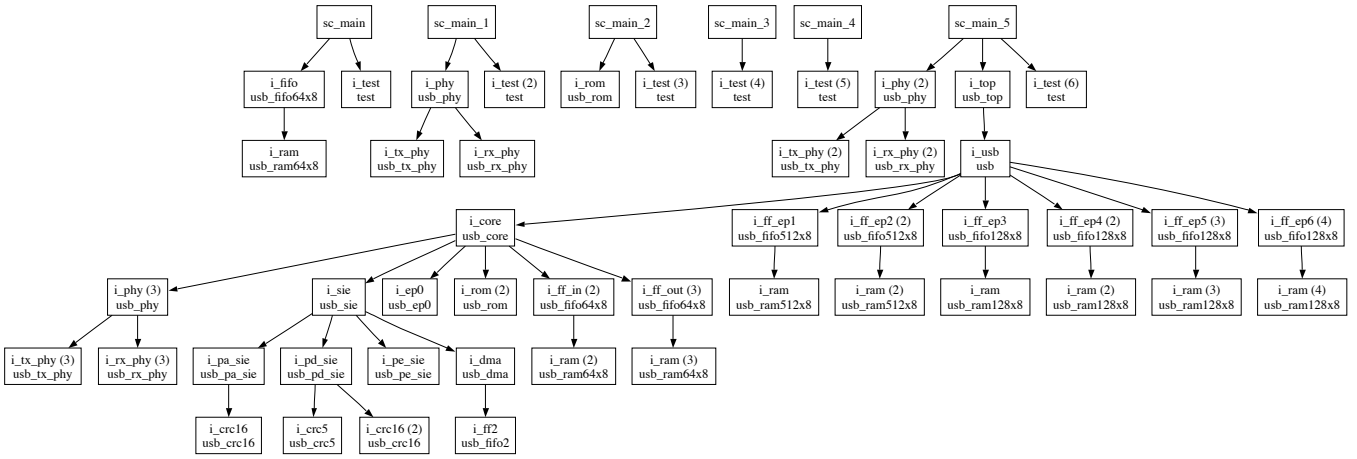 sc_main
sc_main_1
sc_main_2
sc_main_3
sc_main_4
sc_main_5
i_fifo
usb_fifo64x8
i_test
test
i_phy
usb_phy
i_test (2)
test
i_rom
usb_rom
i_test (3)
test
i_test (4)
test
i_test (5)
test
i_phy (2)
usb_phy
i_top
usb_top
i_test (6)
test
i_ram
usb_ram64x8
i_tx_phy
usb_tx_phy
i_rx_phy
usb_rx_phy
i_tx_phy (2)
usb_tx_phy
i_rx_phy (2)
usb_rx_phy
i_usb
usb
i_core
usb_core
i_ff_ep1
usb_fifo512x8
i_ff_ep2 (2)
usb_fifo512x8
i_ff_ep3
usb_fifo128x8
i_ff_ep4 (2)
usb_fifo128x8
i_ff_ep5 (3)
usb_fifo128x8
i_ff_ep6 (4)
usb_fifo128x8
i_phy (3)
usb_phy
i_sie
usb_sie
i_ep0
usb_ep0
i_rom (2)
usb_rom
i_ff_in (2)
usb_fifo64x8
i_ff_out (3)
usb_fifo64x8
i_ram
usb_ram512x8
i_ram (2)
usb_ram512x8
i_ram
usb_ram128x8
i_ram (2)
usb_ram128x8
i_ram (3)
usb_ram128x8
i_ram (4)
usb_ram128x8
i_tx_phy (3)
usb_tx_phy
i_rx_phy (3)
usb_rx_phy
i_pa_sie
usb_pa_sie
i_pd_sie
usb_pd_sie
i_pe_sie
usb_pe_sie
i_dma
usb_dma
i_ram (2)
usb_ram64x8
i_ram (3)
usb_ram64x8
i_crc16
usb_crc16
i_crc5
usb_crc5
i_crc16 (2)
usb_crc16
i_ff2
usb_fifo2